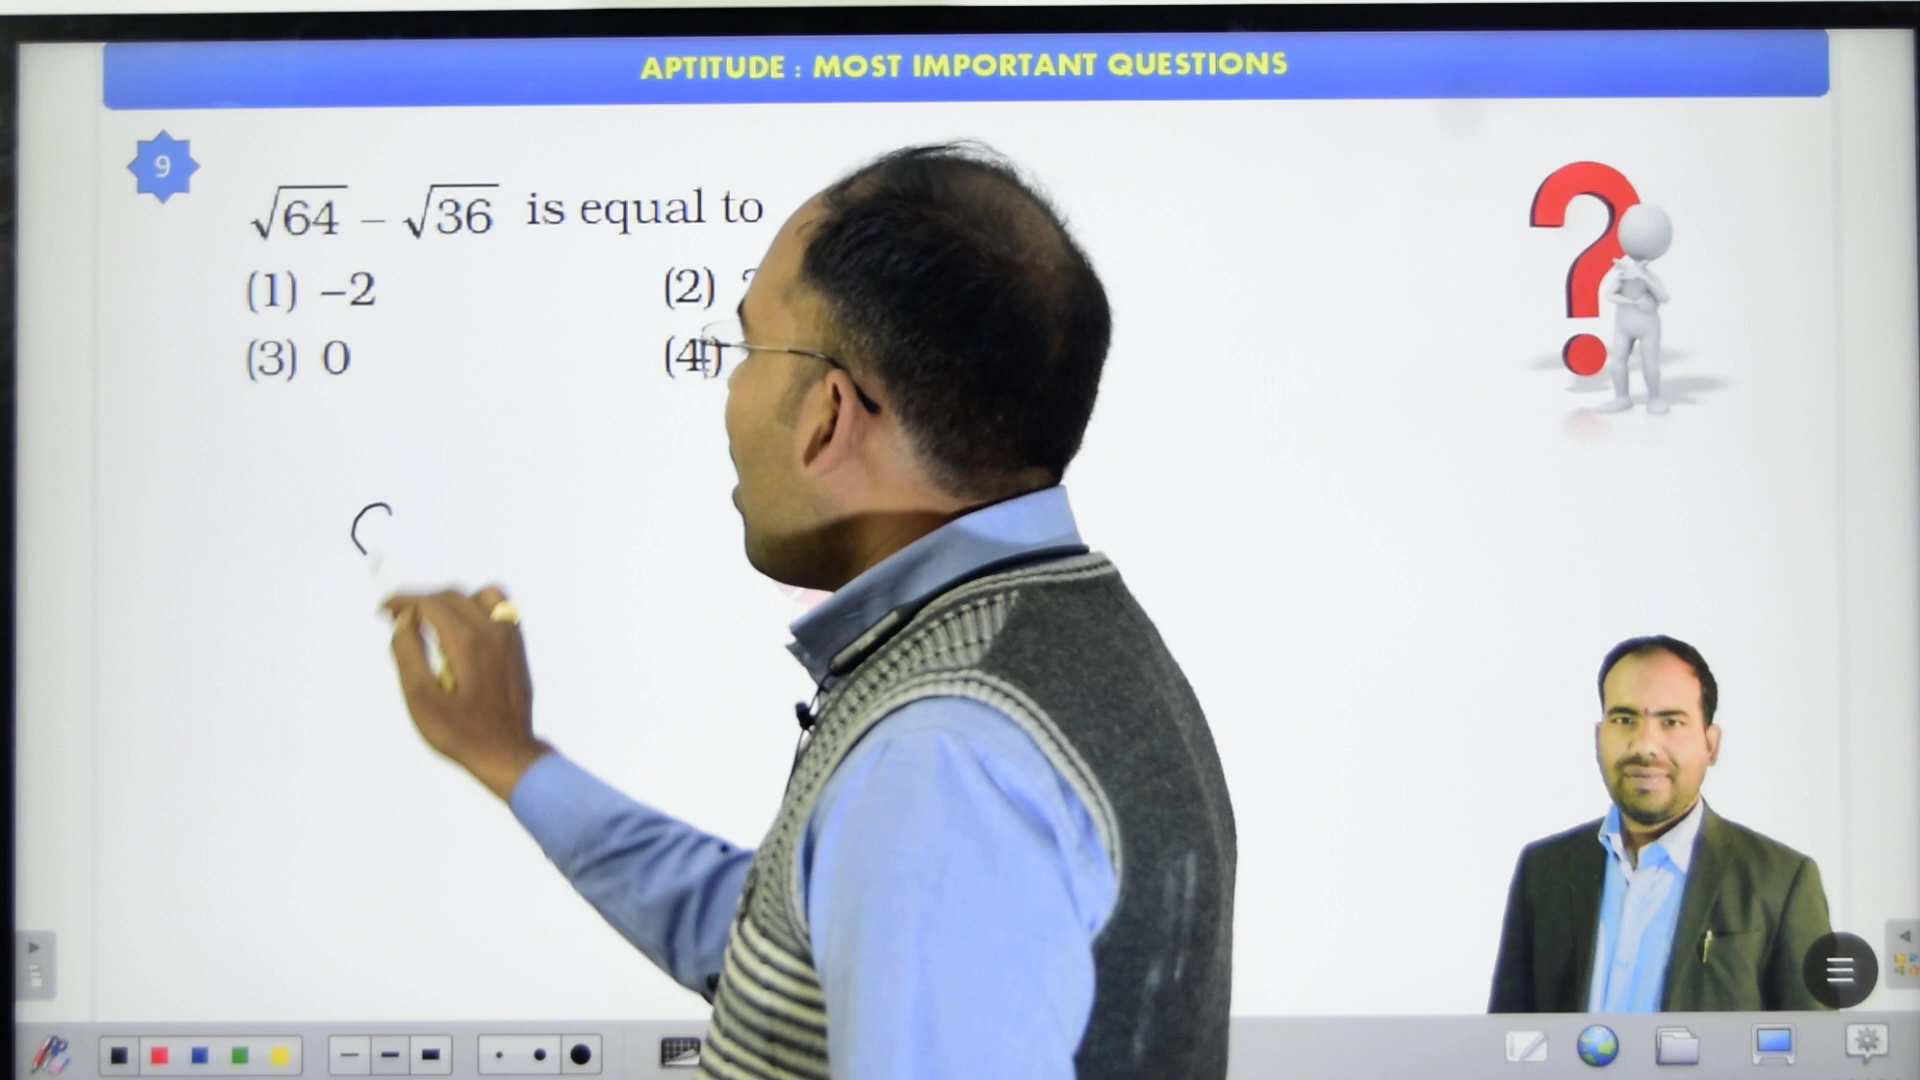 APTITUDE : MOST IMPORTANT QUESTIONS
9
√64 – √36 is equal to
(1) –2 (2)
(3) 0 (4)